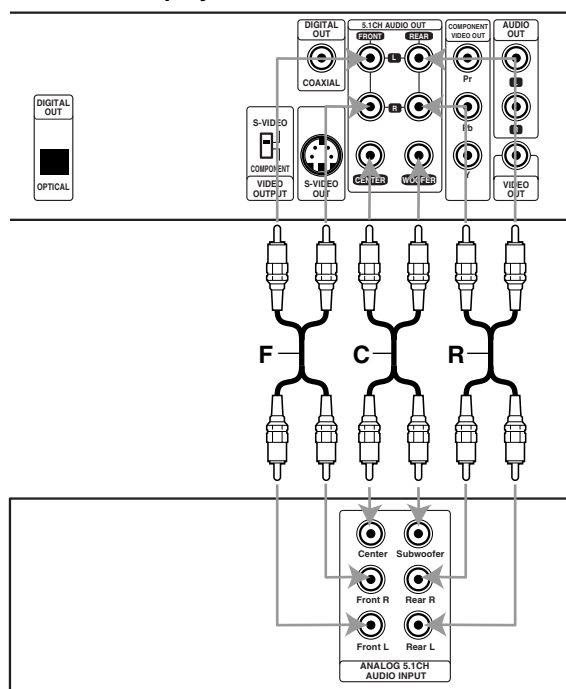 DIGITAL
OUT
COAXIAL
5.1CH AUDIO OUT
FRONT
REAR
L
R
CENTER
WOOFER
COMPONENT
VIDEO OUT
Pr
Pb
Y
AUDIO
OUT
VIDEO
OUT
DIGITAL
OUT
OPTICAL
S-VIDEO
COMPONENT
VIDEO
OUTPUT
S-VIDEO
OUT
F
C
R
Center
Subwoofer
Front R
Rear R
Front L
Rear L
ANALOG 5.1CH
AUDIO INPUT